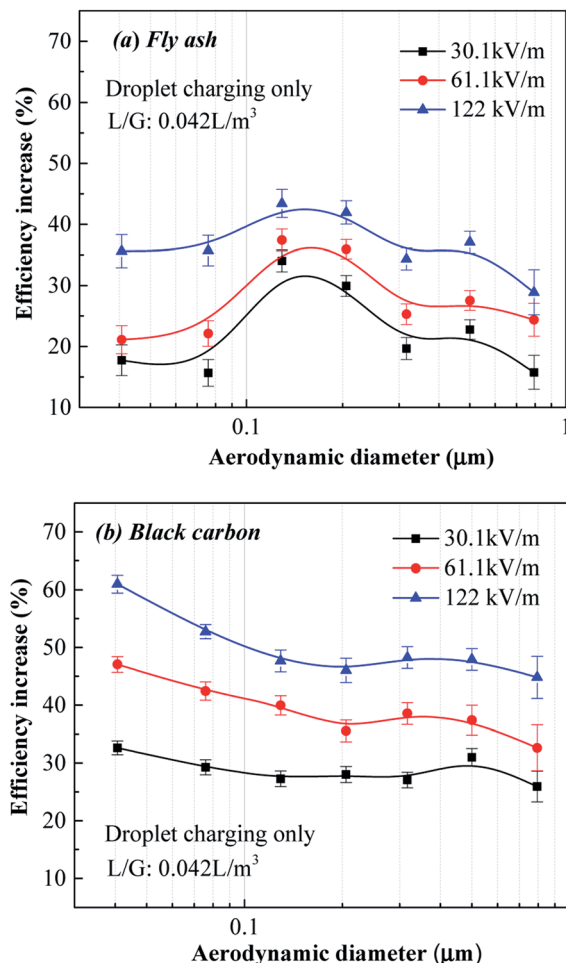 (a) Fly ash
30.1kV/m
61.1kV/m
122 kV/m
Droplet charging only
L/G: 0.042L/m³
Efficiency increase (%)
70
60
50
40
30
20
10
0.1
1
Aerodynamic diameter (μm)
(b) Black carbon
30.1kV/m
61.1kV/m
122 kV/m
Droplet charging only
L/G: 0.042L/m³
Efficiency increase (%)
70
60
50
40
30
20
10
0.1
Aerodynamic diameter (μm)